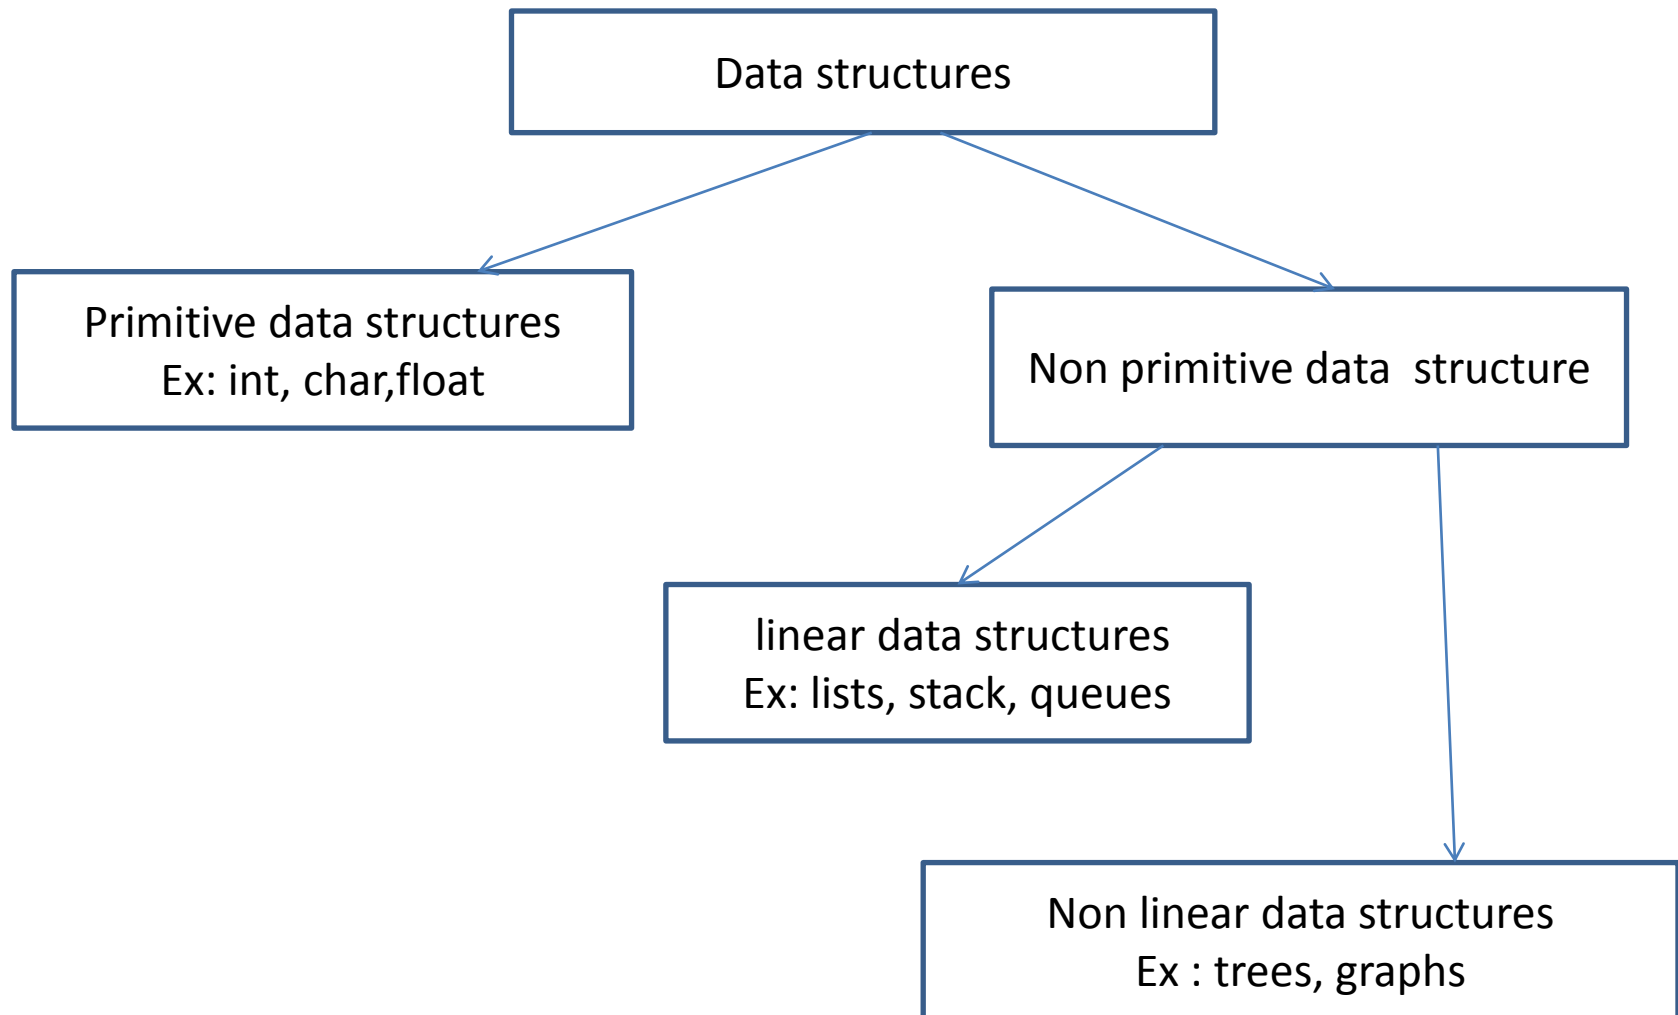 Data structures
Primitive data structures
Ex: int, char,float
Non primitive data  structure
linear data structures
Ex: lists, stack, queues
Non linear data structures
Ex : trees, graphs